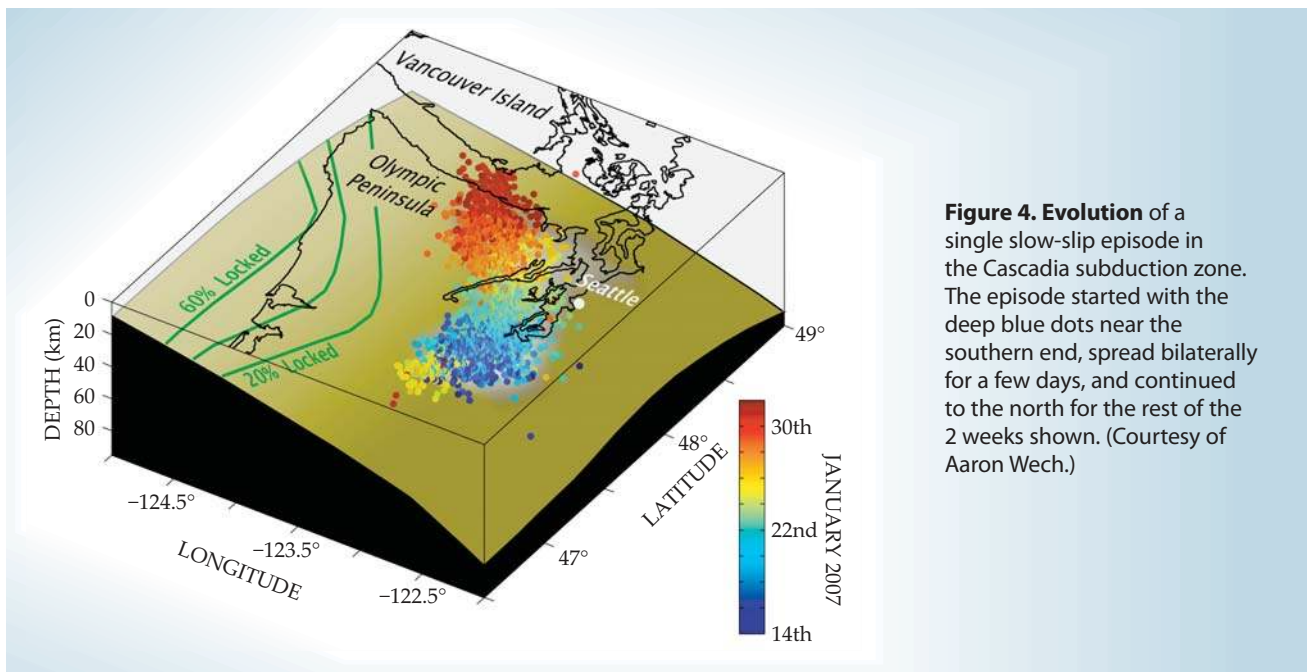 Vancouver Island
Olympic
Peninsula
Seattle
60% Locked
20% Locked
0
20
40
60
80
DEPTH (km)
−124.5°
−123.5°
−122.5°
LONGITUDE
47°
48°
49°
LATITUDE
30th
22nd
14th
JANUARY 2007
Figure 4. Evolution of a
single slow-slip episode in
the Cascadia subduction zone.
The episode started with the
deep blue dots near the
southern end, spread bilaterally
for a few days, and continued
to the north for the rest of the
2 weeks shown. (Courtesy of
Aaron Wech.)